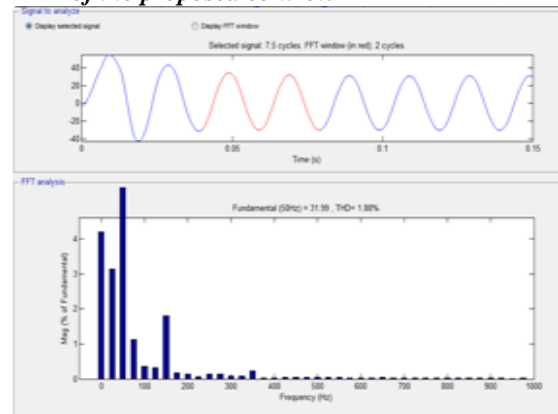 of the proposed
Signal to analyze
Display selected signal
Display FFT window
Selected signal: 7.5 cycles. FFT window (in red): 2 cycles
40
20
0
-20
-40
0
0.05
0.1
0.15
Time (s)
FFT analysis
Fundamental (50Hz) = 31.99 , THD= 1.88%
4
3
2
1
0
Mag (% of Fundamental)
0
100
200
300
400
500
600
700
800
900
1000
Frequency (Hz)